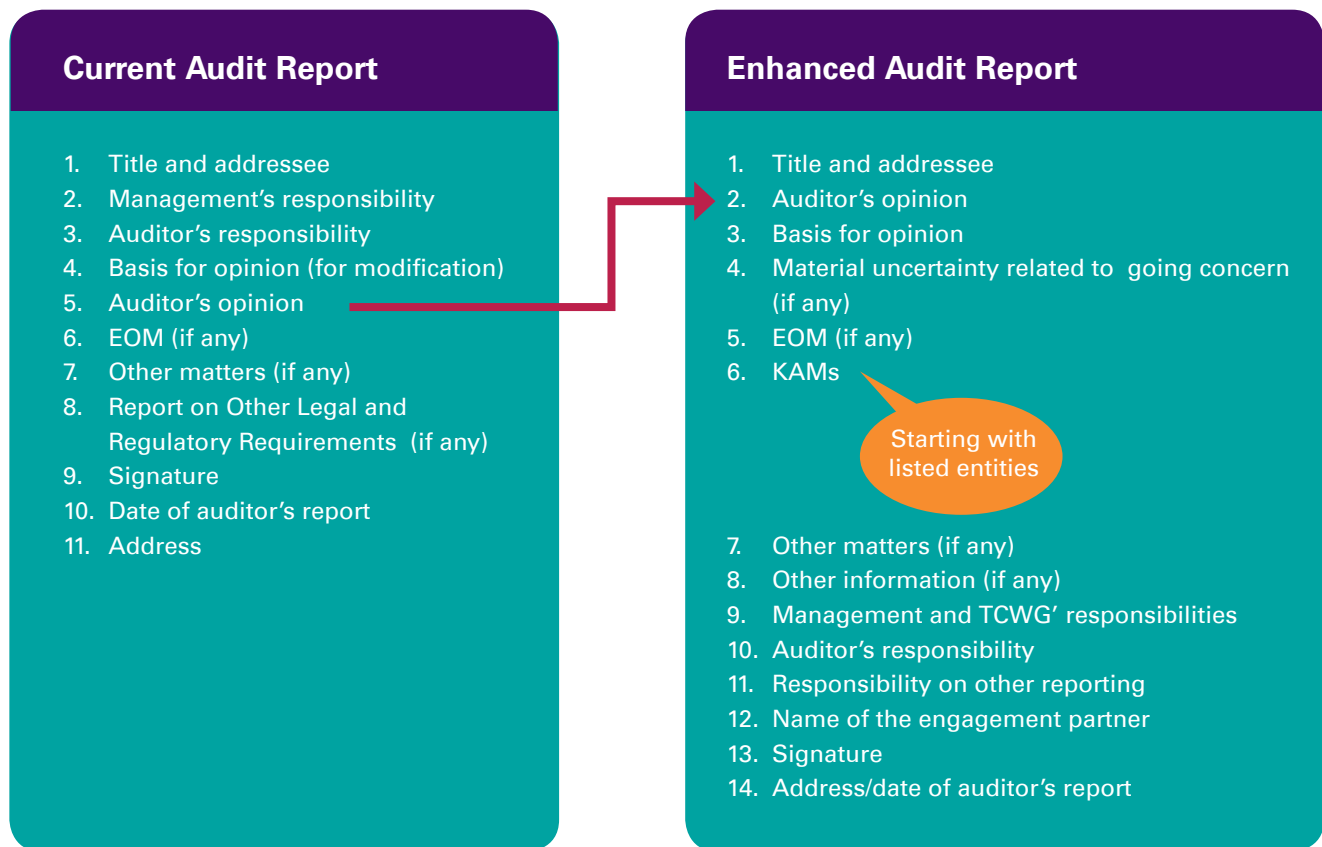 Current Audit Report
1. Title and addressee
2. Management's responsibility
3. Auditor's responsibility
4. Basis for opinion (for modification)
5. Auditor's opinion
6. EOM (if any)
7. Other matters (if any)
8. Report on Other Legal and
Regulatory Requirements (if any)
9. Signature
10. Date of auditor's report
11. Address
Enhanced Audit Report
1. Title and addressee
2. Auditor's opinion
3. Basis for opinion
4. Material uncertainty related to going concern
(if any)
5. EOM (if any)
6. KAMs
Starting with
listed entities
7. Other matters (if any)
8. Other information (if any)
9. Management and TCWG' responsibilities
10. Auditor's responsibility
11. Responsibility on other reporting
12. Name of the engagement partner
13. Signature
14. Address/date of auditor's report